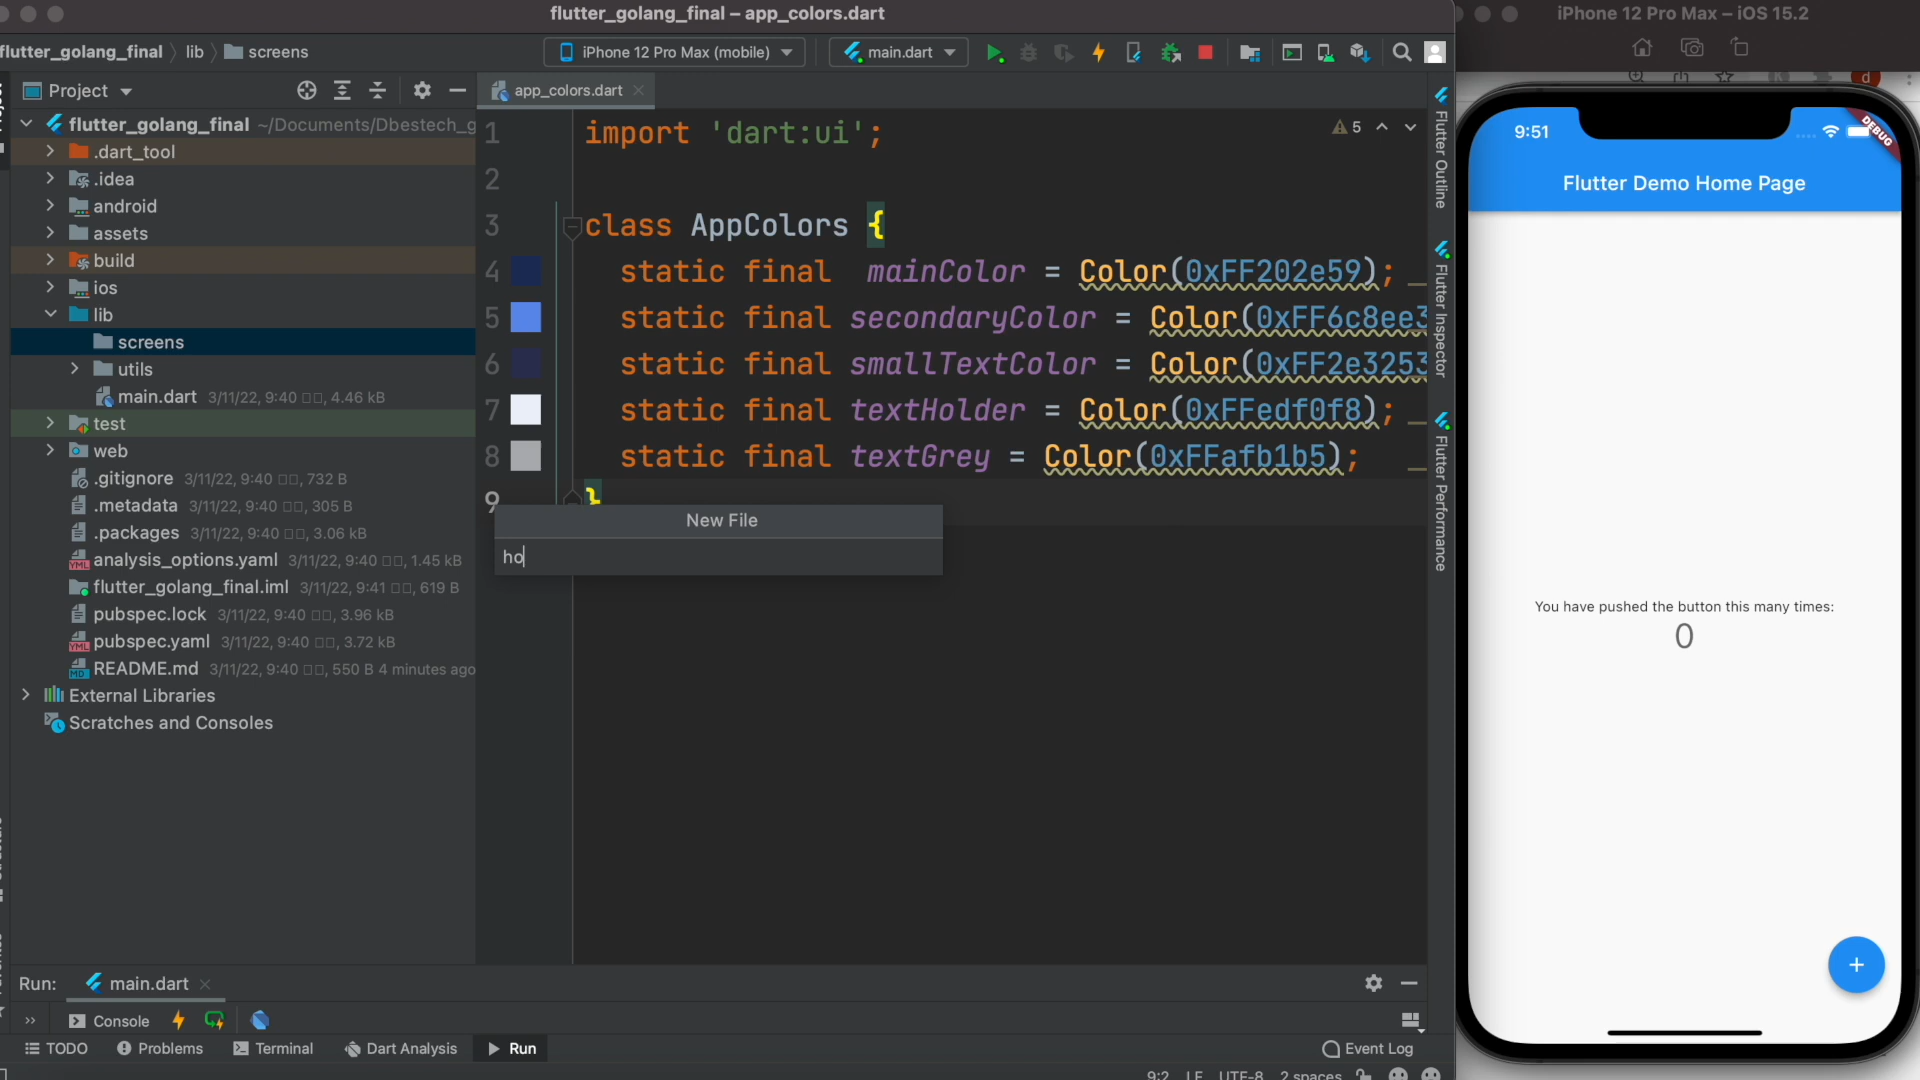 flutter_golang_final – app_colors.dart
iPhone 12 Pro Max – iOS 15.2
flutter_golang_final
lib
screens
iPhone 12 Pro Max (mobile)
main.dart
Project
app_colors.dart
flutter_golang_final ~/Documents/Dbestech_g
.dart_tool
.idea
android
assets
build
ios
lib
screens
utils
main.dart 3/11/22, 9:40 , 4.46 kB
test
web
.gitignore 3/11/22, 9:40 , 732 B
.metadata 3/11/22, 9:40 , 305 B
.packages 3/11/22, 9:40 , 3.06 kB
analysis_options.yaml 3/11/22, 9:40 , 1.45 kB
flutter_golang_final.iml 3/11/22, 9:41 , 619 B
pubspec.lock 3/11/22, 9:40 , 3.96 kB
pubspec.yaml 3/11/22, 9:40 , 3.72 kB
README.md 3/11/22, 9:40 , 550 B 4 minutes ago
External Libraries
Scratches and Consoles
5
1 import 'dart:ui';
2
3 class AppColors {
4 static final mainColor = Color(0xFF202e59);
5 static final secondaryColor = Color(0xFF6c8ee3
6 static final smallTextColor = Color(0xFF2e3253
7 static final textHolder = Color(0xFFedf0f8);
8 static final textGrey = Color(0xFFafb1b5);
9 }
New File
ho
Flutter Outline
Flutter Inspector
Flutter Performance
9:51
DEBUG
Flutter Demo Home Page
You have pushed the button this many times:
0
+
Run:
main.dart
Console
TODO
Problems
Terminal
Dart Analysis
Run
Event Log
9:2 LF UTF-8 2 spaces